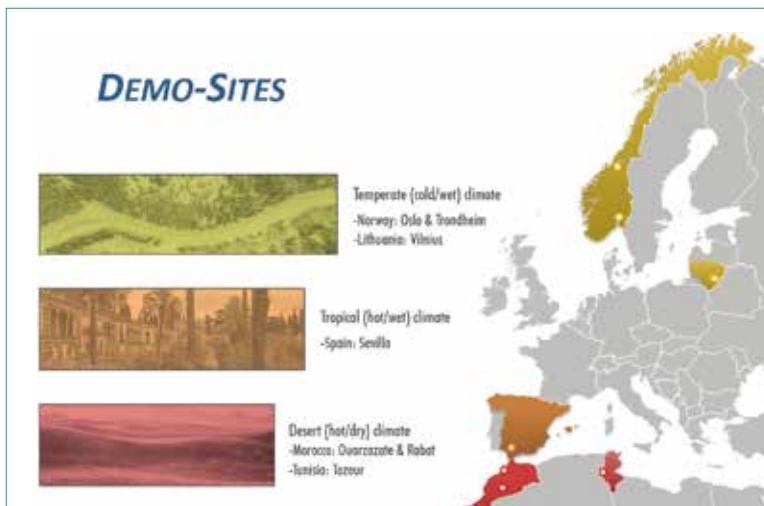 DEMO-SITES
Temperate (cold/wet) climate
-Norway: Oslo & Trondheim
-Lithuania: Vilnius
Tropical (hot/wet) climate
-Spain: Sevilla
Desert (hot/dry) climate
-Morocco: Ouarzazate & Rabat
-Tunisia: Tozeur